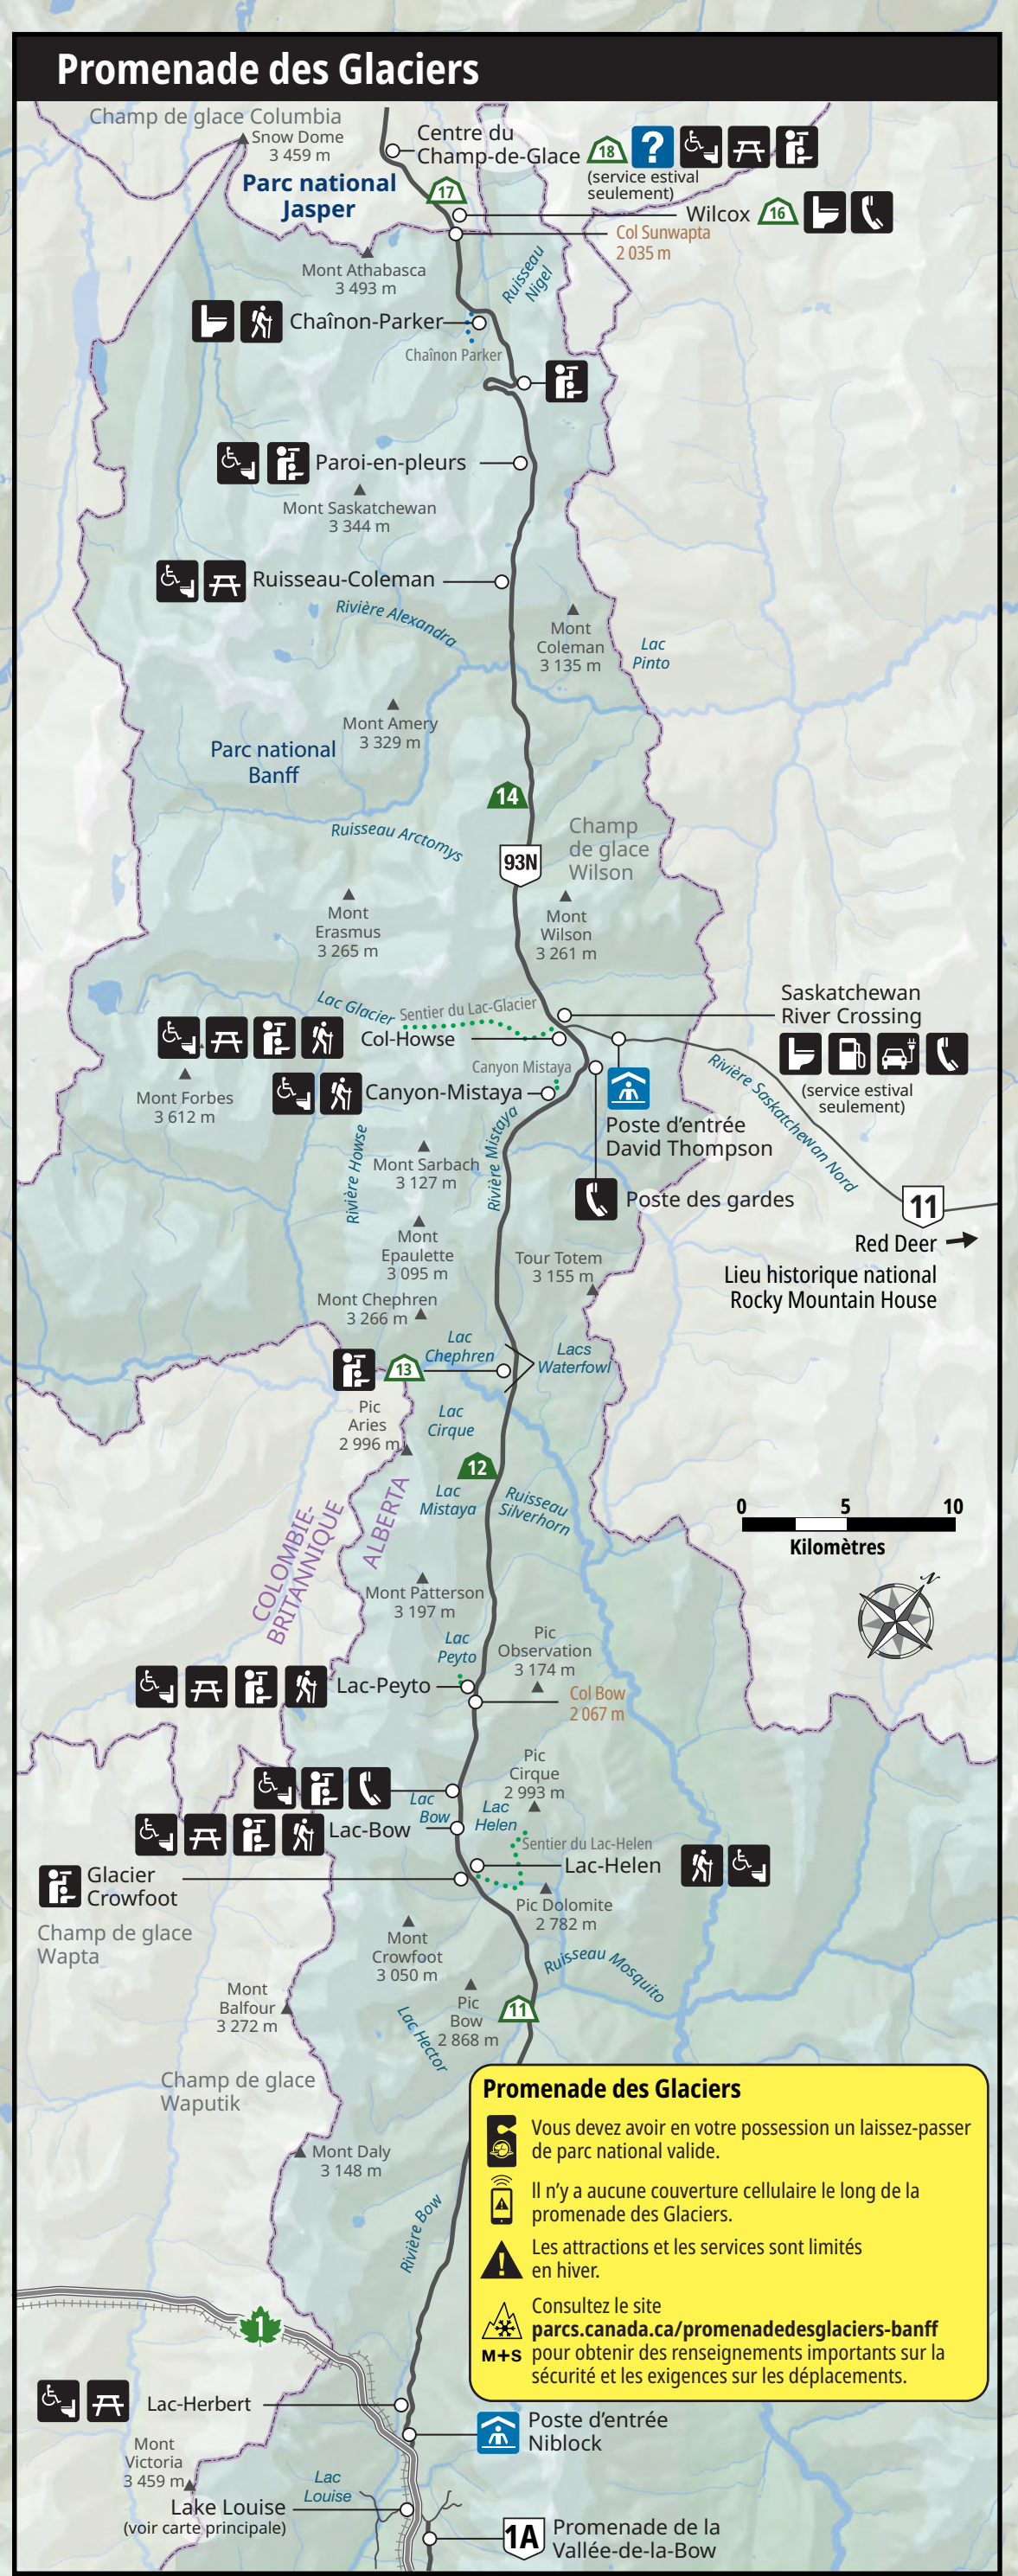 Promenade des Glaciers
Champ de glace Columbia
Snow Dome
3 459 m
Centre du
Champ-de-Glace
18
?
(service estival
seulement)
Parc national
Jasper
17
Wilcox
16
Col Sunwapta
2 035 m
Mont Athabasca
3 493 m
Ruisseau
Nigel
Chaînon-Parker
Chaînon Parker
Paroi-en-pleurs
Mont Saskatchewan
3 344 m
Ruisseau-Coleman
Rivière Alexandra
Mont
Coleman
3 135 m
Lac
Pinto
Mont Amery
3 329 m
Parc national
Banff
14
Ruisseau Arctomys
Champ
de glace
Wilson
93N
Mont
Erasmus
3 265 m
Mont
Wilson
3 261 m
Saskatchewan
River Crossing
(service estival
seulement)
Lac Glacier
Sentier du Lac-Glacier
Col-Howse
Canyon Mistaya
Canyon-Mistaya
Mont Forbes
3 612 m
Rivière Saskatchewan Nord
Poste d'entrée
David Thompson
Rivière Howse
Mont Sarbach
3 127 m
Rivière Mistaya
Poste des gardes
11
Red Deer
Lieu historique national
Rocky Mountain House
Mont
Epaulette
3 095 m
Tour Totem
3 155 m
Mont Chephren
3 266 m
Lac
Chephren
Lacs
Waterfowl
13
Pic
Aries
2 996 m
Lac
Cirque
12
Lac
Mistaya
Ruisseau
Silverhorn
COLOMBIE-
BRITANNIQUE
ALBERTA
0 5 10
Kilomètres
N
Mont Patterson
3 197 m
Lac
Peyto
Pic
Observation
3 174 m
Lac-Peyto
Col Bow
2 067 m
Pic
Cirque
2 993 m
Lac
Bow
Lac
Helen
Lac-Bow
Sentier du Lac-Helen
Lac-Helen
Glacier
Crowfoot
Pic Dolomite
2 782 m
Champ de glace
Wapta
Mont
Crowfoot
3 050 m
Ruisseau Mosquito
Mont
Balfour
3 272 m
Pic
Bow
2 868 m
11
Lac Hector
Champ de glace
Waputik
Mont Daly
3 148 m
Rivière Bow
Promenade des Glaciers
Vous devez avoir en votre possession un laissez-passer
de parc national valide.
Il n'y a aucune couverture cellulaire le long de la
promenade des Glaciers.
Les attractions et les services sont limités
en hiver.
Consultez le site
parcs.canada.ca/promenadedesglaciers-banff
pour obtenir des renseignements importants sur la
sécurité et les exigences sur les déplacements.
M+S
1
Lac-Herbert
Poste d'entrée
Niblock
Mont
Victoria
3 459 m
Lac
Louise
Lake Louise
(voir carte principale)
1A
Promenade de la
Vallée-de-la-Bow